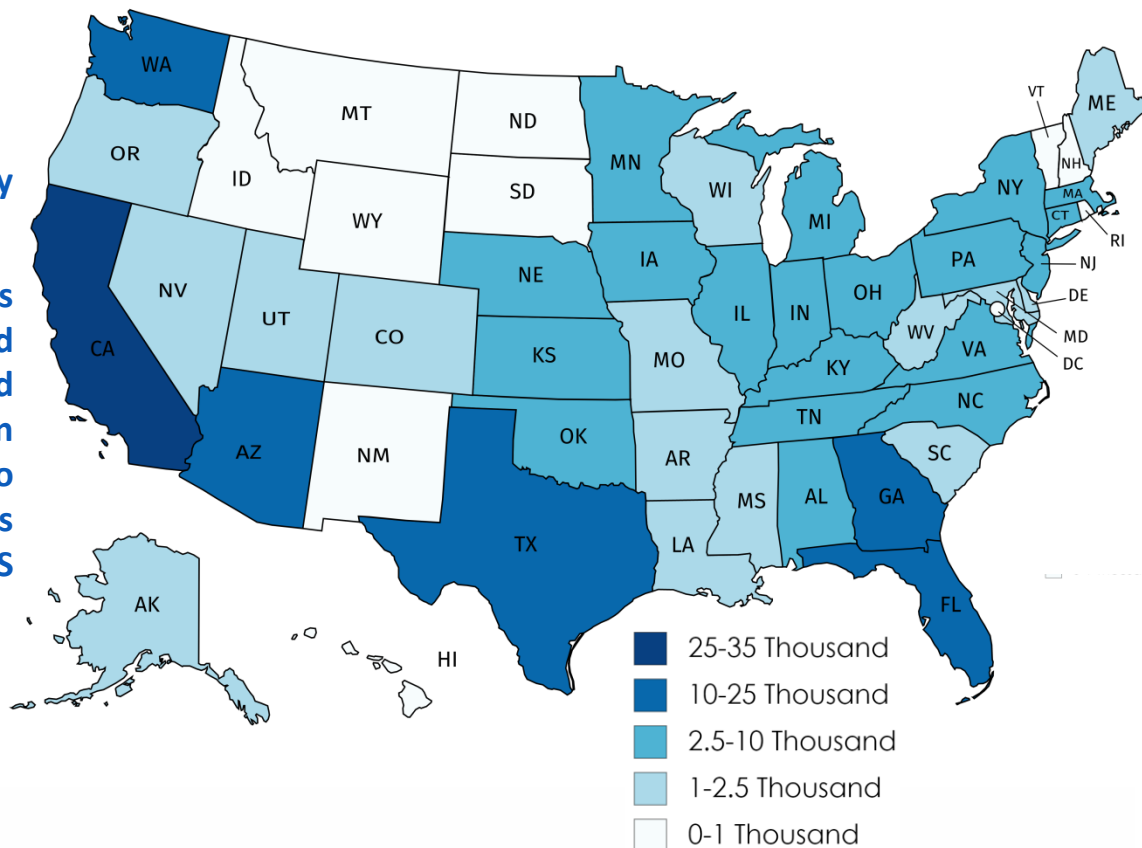 WA
MT
ND
MN
VT
ME
OR
ID
SD
WI
MI
NY
NH
MA
CT
RI
WY
NE
IA
PA
NJ
NV
UT
CO
IL
IN
OH
DE
CA
KS
MO
WV
VA
MD
DC
KY
AZ
NM
OK
AR
TN
NC
SC
TX
LA
MS
AL
GA
FL
AK
HI
y
s
d
d
n
o
s
S
25-35 Thousand
10-25 Thousand
2.5-10 Thousand
1-2.5 Thousand
0-1 Thousand